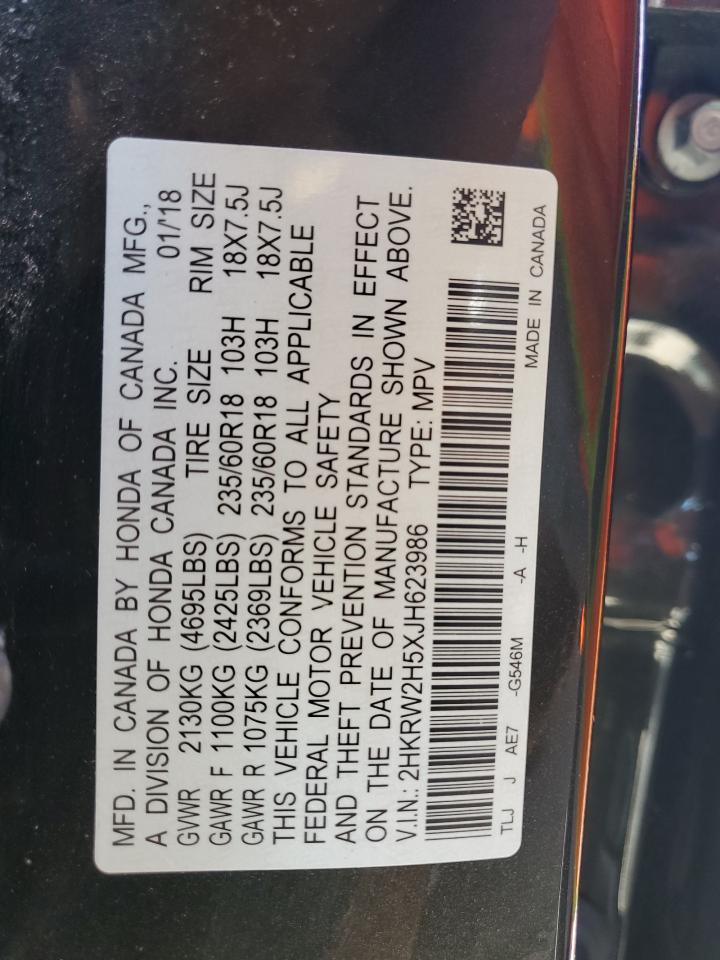 MFD. IN CANADA BY HONDA OF CANADA MFG.,
A DIVISION OF HONDA CANADA INC. 01/'18
GVWR 2130KG (4695LBS) TIRE SIZE RIM SIZE
GAWR F 1100KG (2425LBS) 235/60R18 103H 18X7.5J
GAWR R 1075KG (2369LBS) 235/60R18 103H 18X7.5J
THIS VEHICLE CONFORMS TO ALL APPLICABLE
FEDERAL MOTOR VEHICLE SAFETY
AND THEFT PREVENTION STANDARDS IN EFFECT
ON THE DATE OF MANUFACTURE SHOWN ABOVE.
V.I.N.: 2HKRW2H5XJH623986 TYPE: MPV
TLJ J AE7 -G546M -A -H MADE IN CANADA